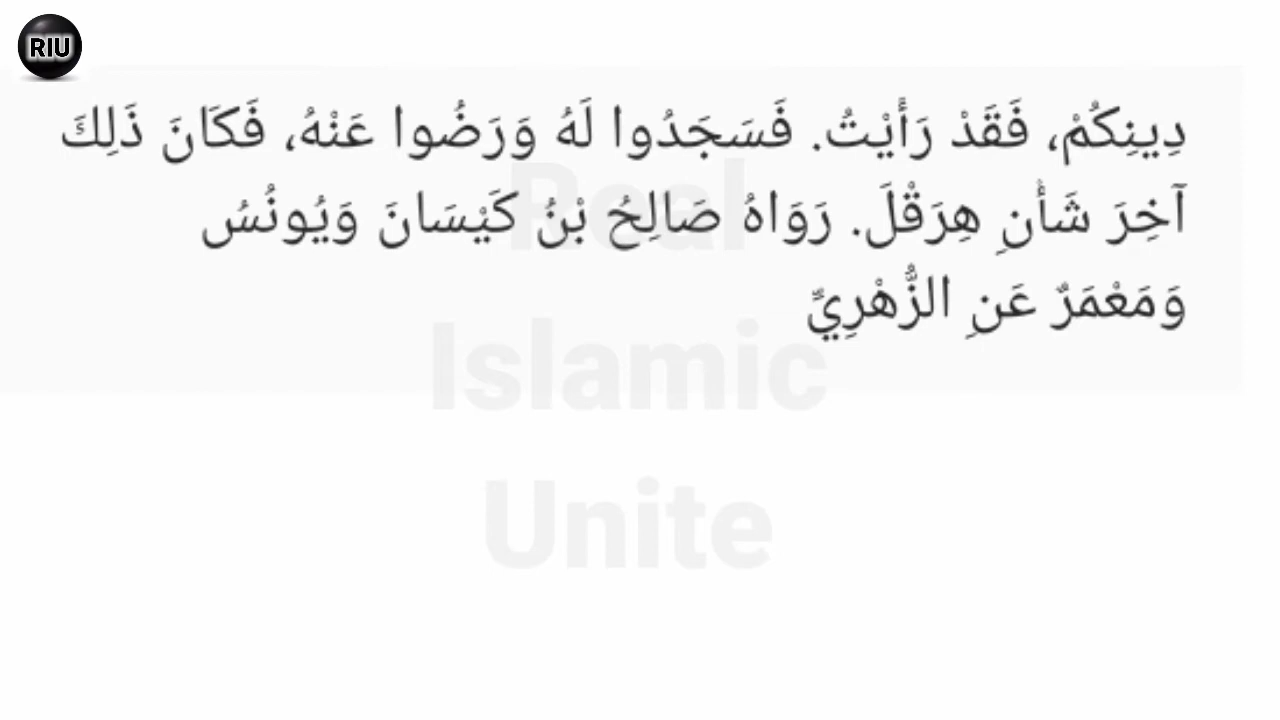 RIU
دِينِكُمْ، فَقَدْ رَأَيْتُ. فَسَجَدُوا لَهُ وَرَضُوا عَنْهُ، فَكَانَ ذَلِكَ
آخِرَ شَأْنِ هِرَقْلَ. رَوَاهُ صَالِحُ بْنُ كَيْسَانَ وَيُونُسُ
وَمَعْمَرٌ عَنِ الزُّهْرِيِّ
Real
Islamic
Unite